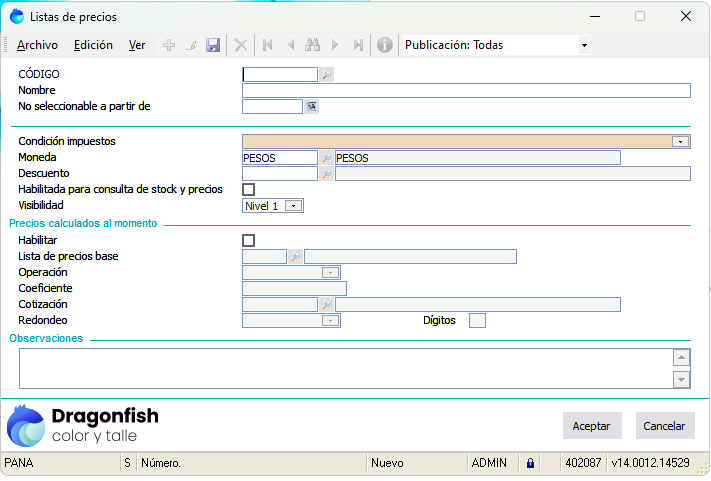 Listas de precios
Archivo Edición Ver Publicación: Todas
CÓDIGO
Nombre
No seleccionable a partir de
Condición impuestos
Moneda PESOS PESOS
Descuento
Habilitada para consulta de stock y precios
Visibilidad Nivel 1
Precios calculados al momento
Habilitar
Lista de precios base
Operación
Coeficiente
Cotización
Redondeo Dígitos
Observaciones
Dragonfish
color y talle
Aceptar Cancelar
PANA S Número. Nuevo ADMIN 402087 v14.0012.14529